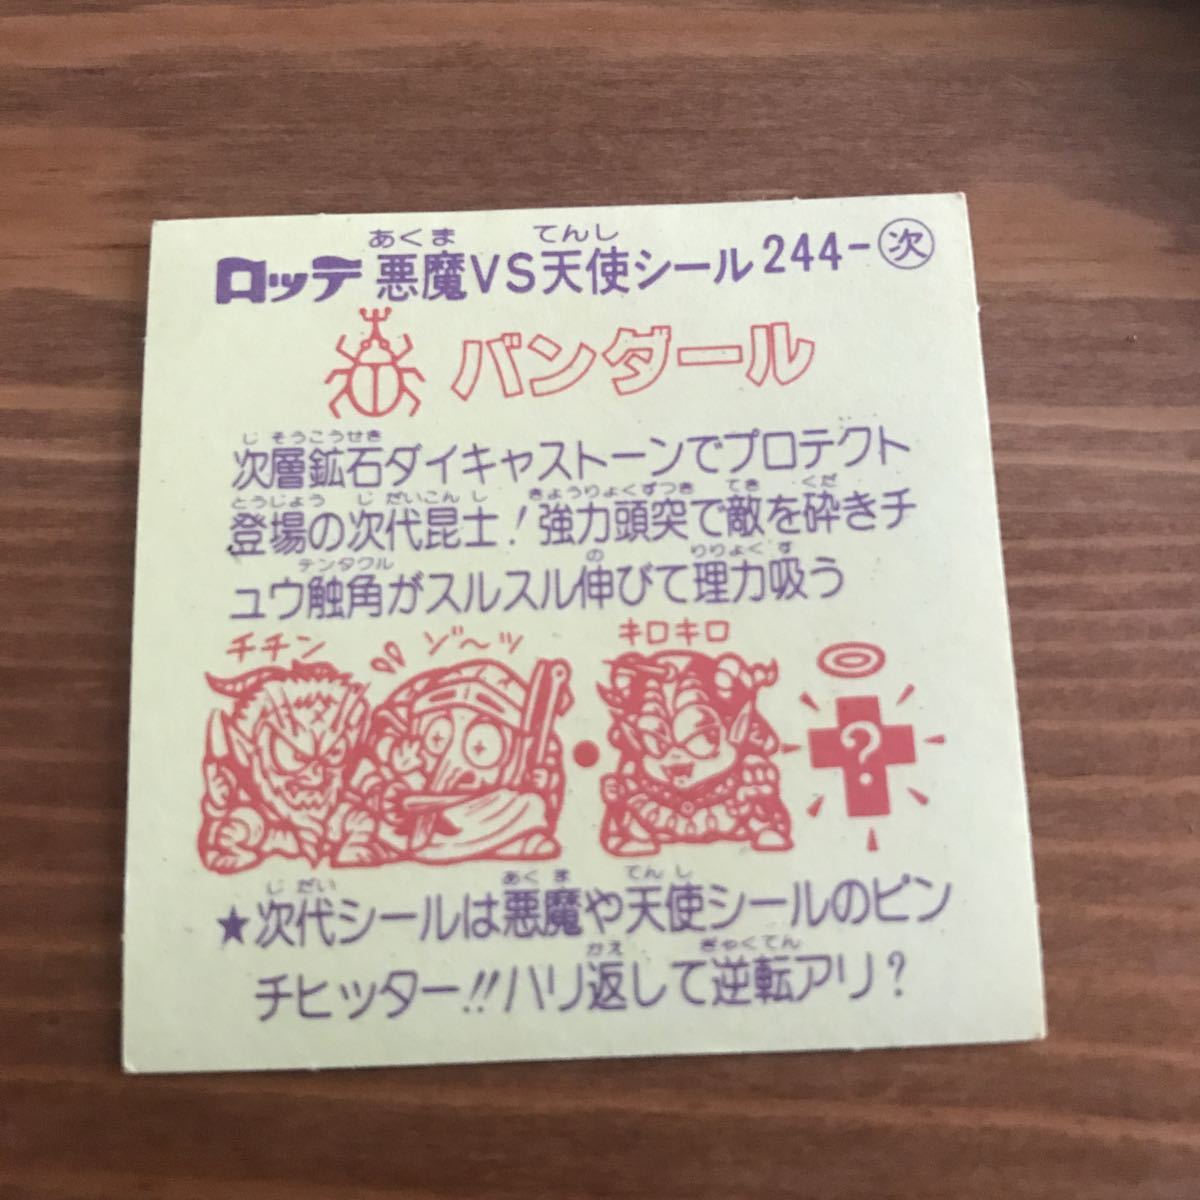 あくま てんし
ロッテ 悪魔VS天使シール244-次
バンダール
じ そうこうせき
次層鉱石ダイキャストーンでプロテクト
とうじょう じ だいこん し きょうりょくずつき てき くだ
登場の次代昆士!強力頭突で敵を砕きチ
テンタクル の りりょく す
ュウ触角がスルスル伸びて理力吸う
チチン ゾ〜ッ キロキロ
?
じ だい あく ま てん し
★次代シールは悪魔や天使シールのピン
かえ ぎゃくてん
チヒッター!!ハリ返して逆転アリ?